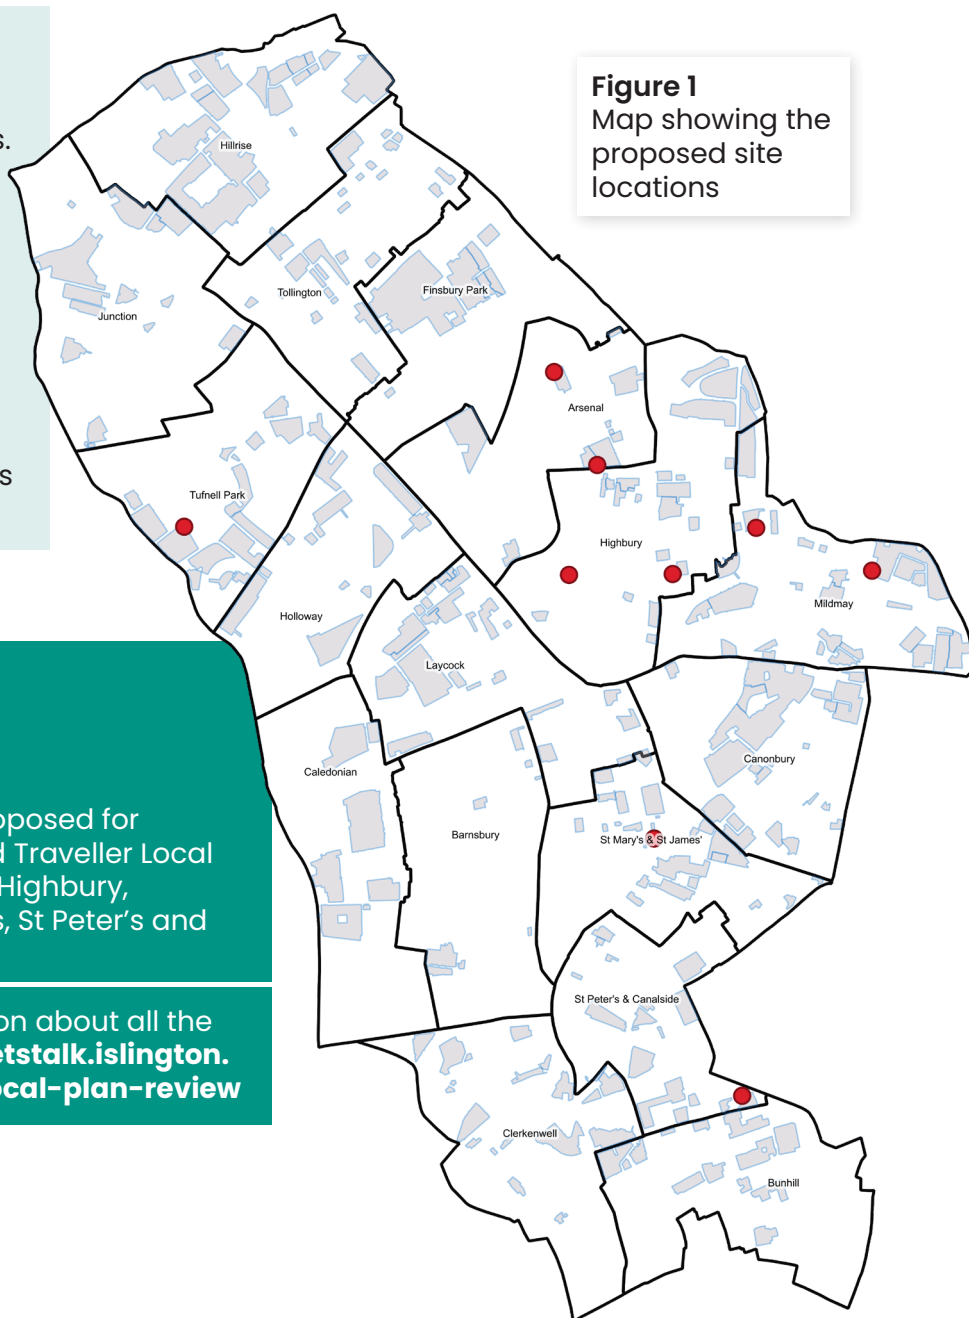 s.
s
Figure 1
Map showing the
proposed site
locations
Hillrise
Junction
Tollington
Finsbury Park
Arsenal
Tufnell Park
Highbury
Mildmay
Holloway
Laycock
Caledonian
Canonbury
Barnsbury
St Mary's & St James'
St Peter's & Canalside
Clerkenwell
Bunhill
oposed for
d Traveller Local
Highbury,
s, St Peter’s and
on about all the
etstalk.islington.
ocal-plan-review